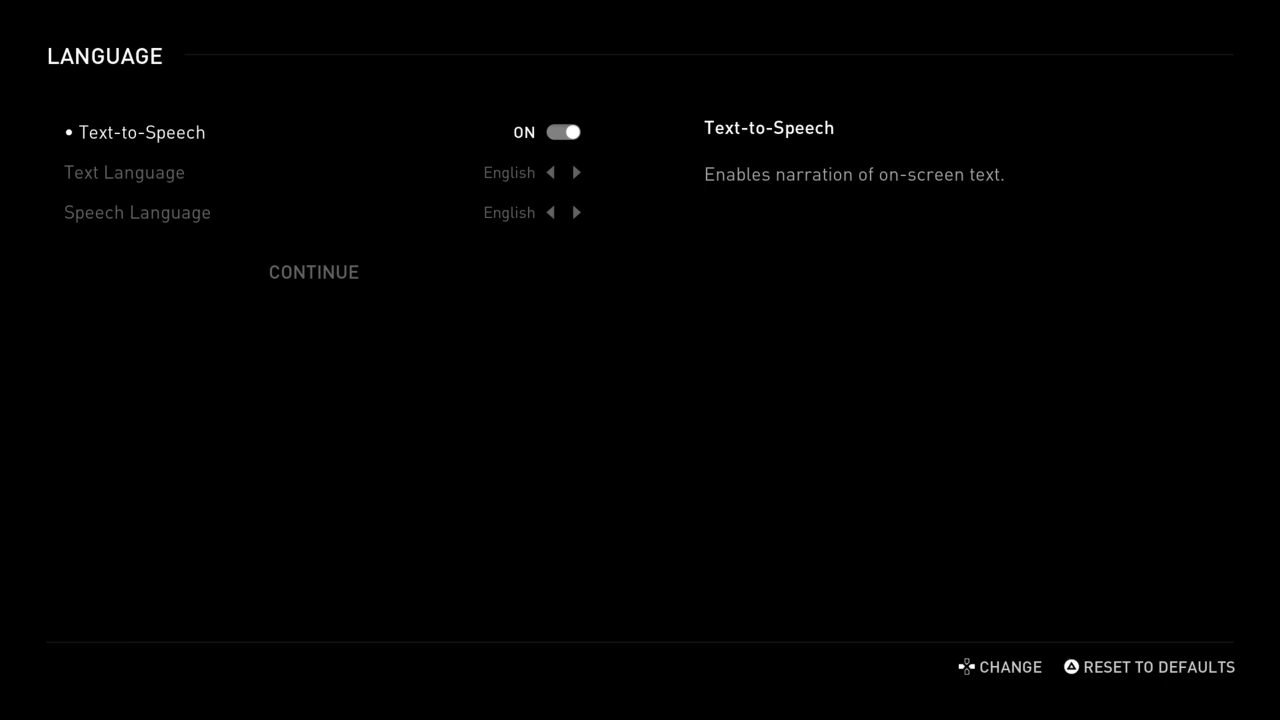 LANGUAGE
• Text-to-Speech ON
Text-to-Speech
Enables narration of on-screen text.
Text Language English
Speech Language English
CONTINUE
CHANGE RESET TO DEFAULTS